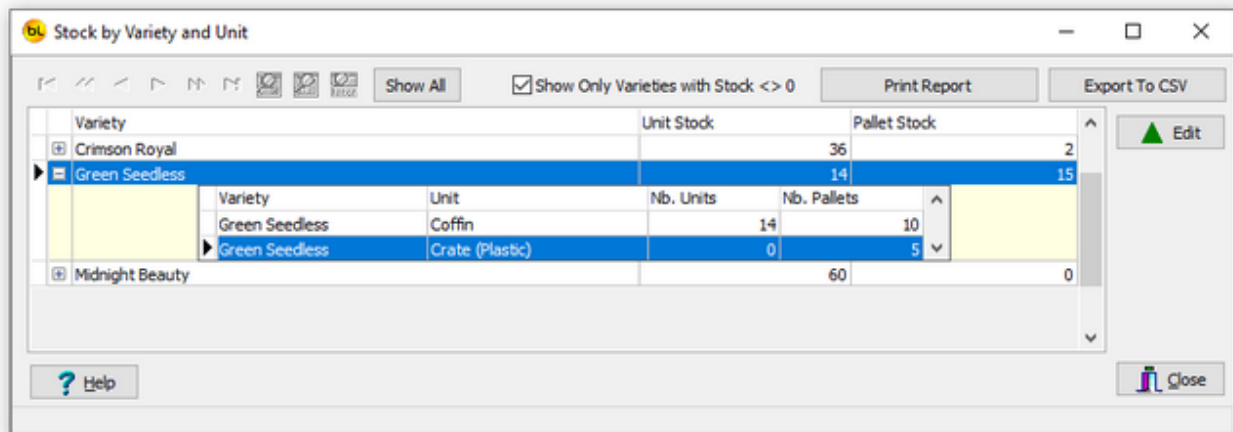 bL Stock by Variety and Unit
Show All Show Only Varieties with Stock <> 0 Print Report Export To CSV
Variety Unit Stock Pallet Stock
Edit
Crimson Royal 36 2
Green Seedless 14 15
Variety Unit Nb. Units Nb. Pallets
Green Seedless Coffin 14 10
Green Seedless Crate (Plastic) 0 5
Midnight Beauty 60 0
? Help Close